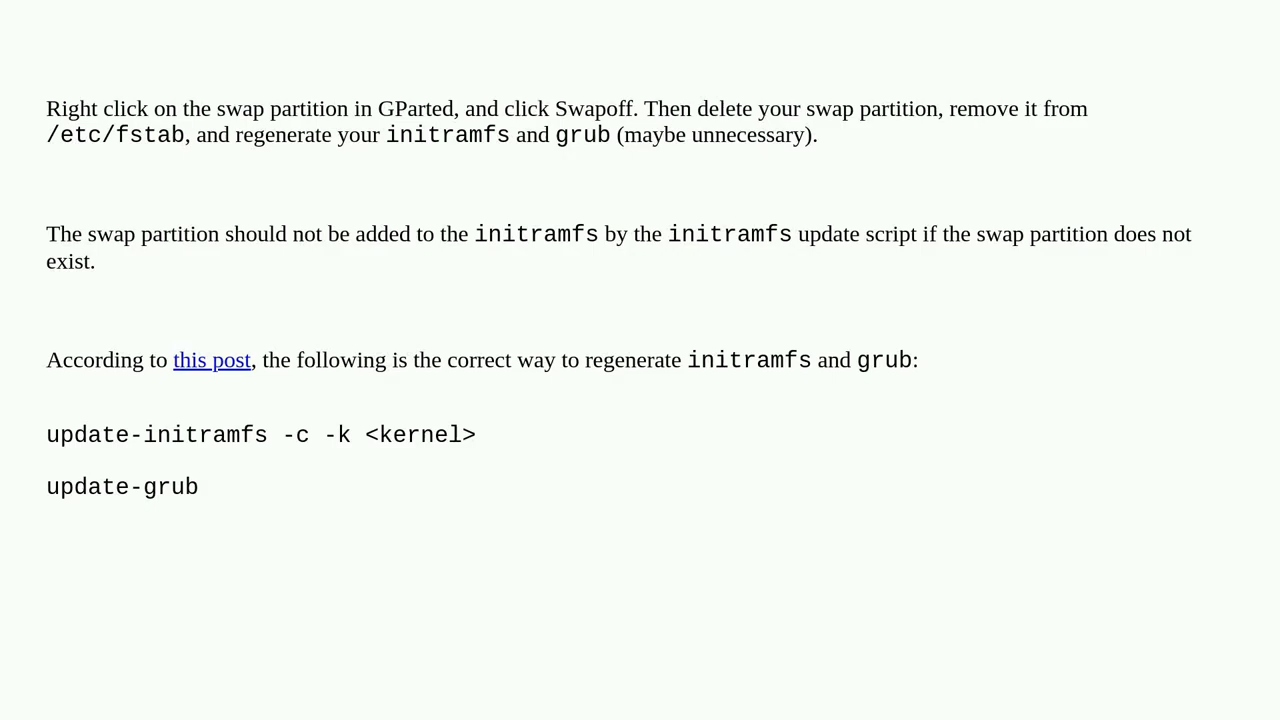 Right click on the swap partition in GParted, and click Swapoff. Then delete your swap partition, remove it from
/etc/fstab, and regenerate your initramfs and grub (maybe unnecessary).
The swap partition should not be added to the initramfs by the initramfs update script if the swap partition does not
exist.
According to this post, the following is the correct way to regenerate initramfs and grub:
update-initramfs -c -k <kernel>
update-grub